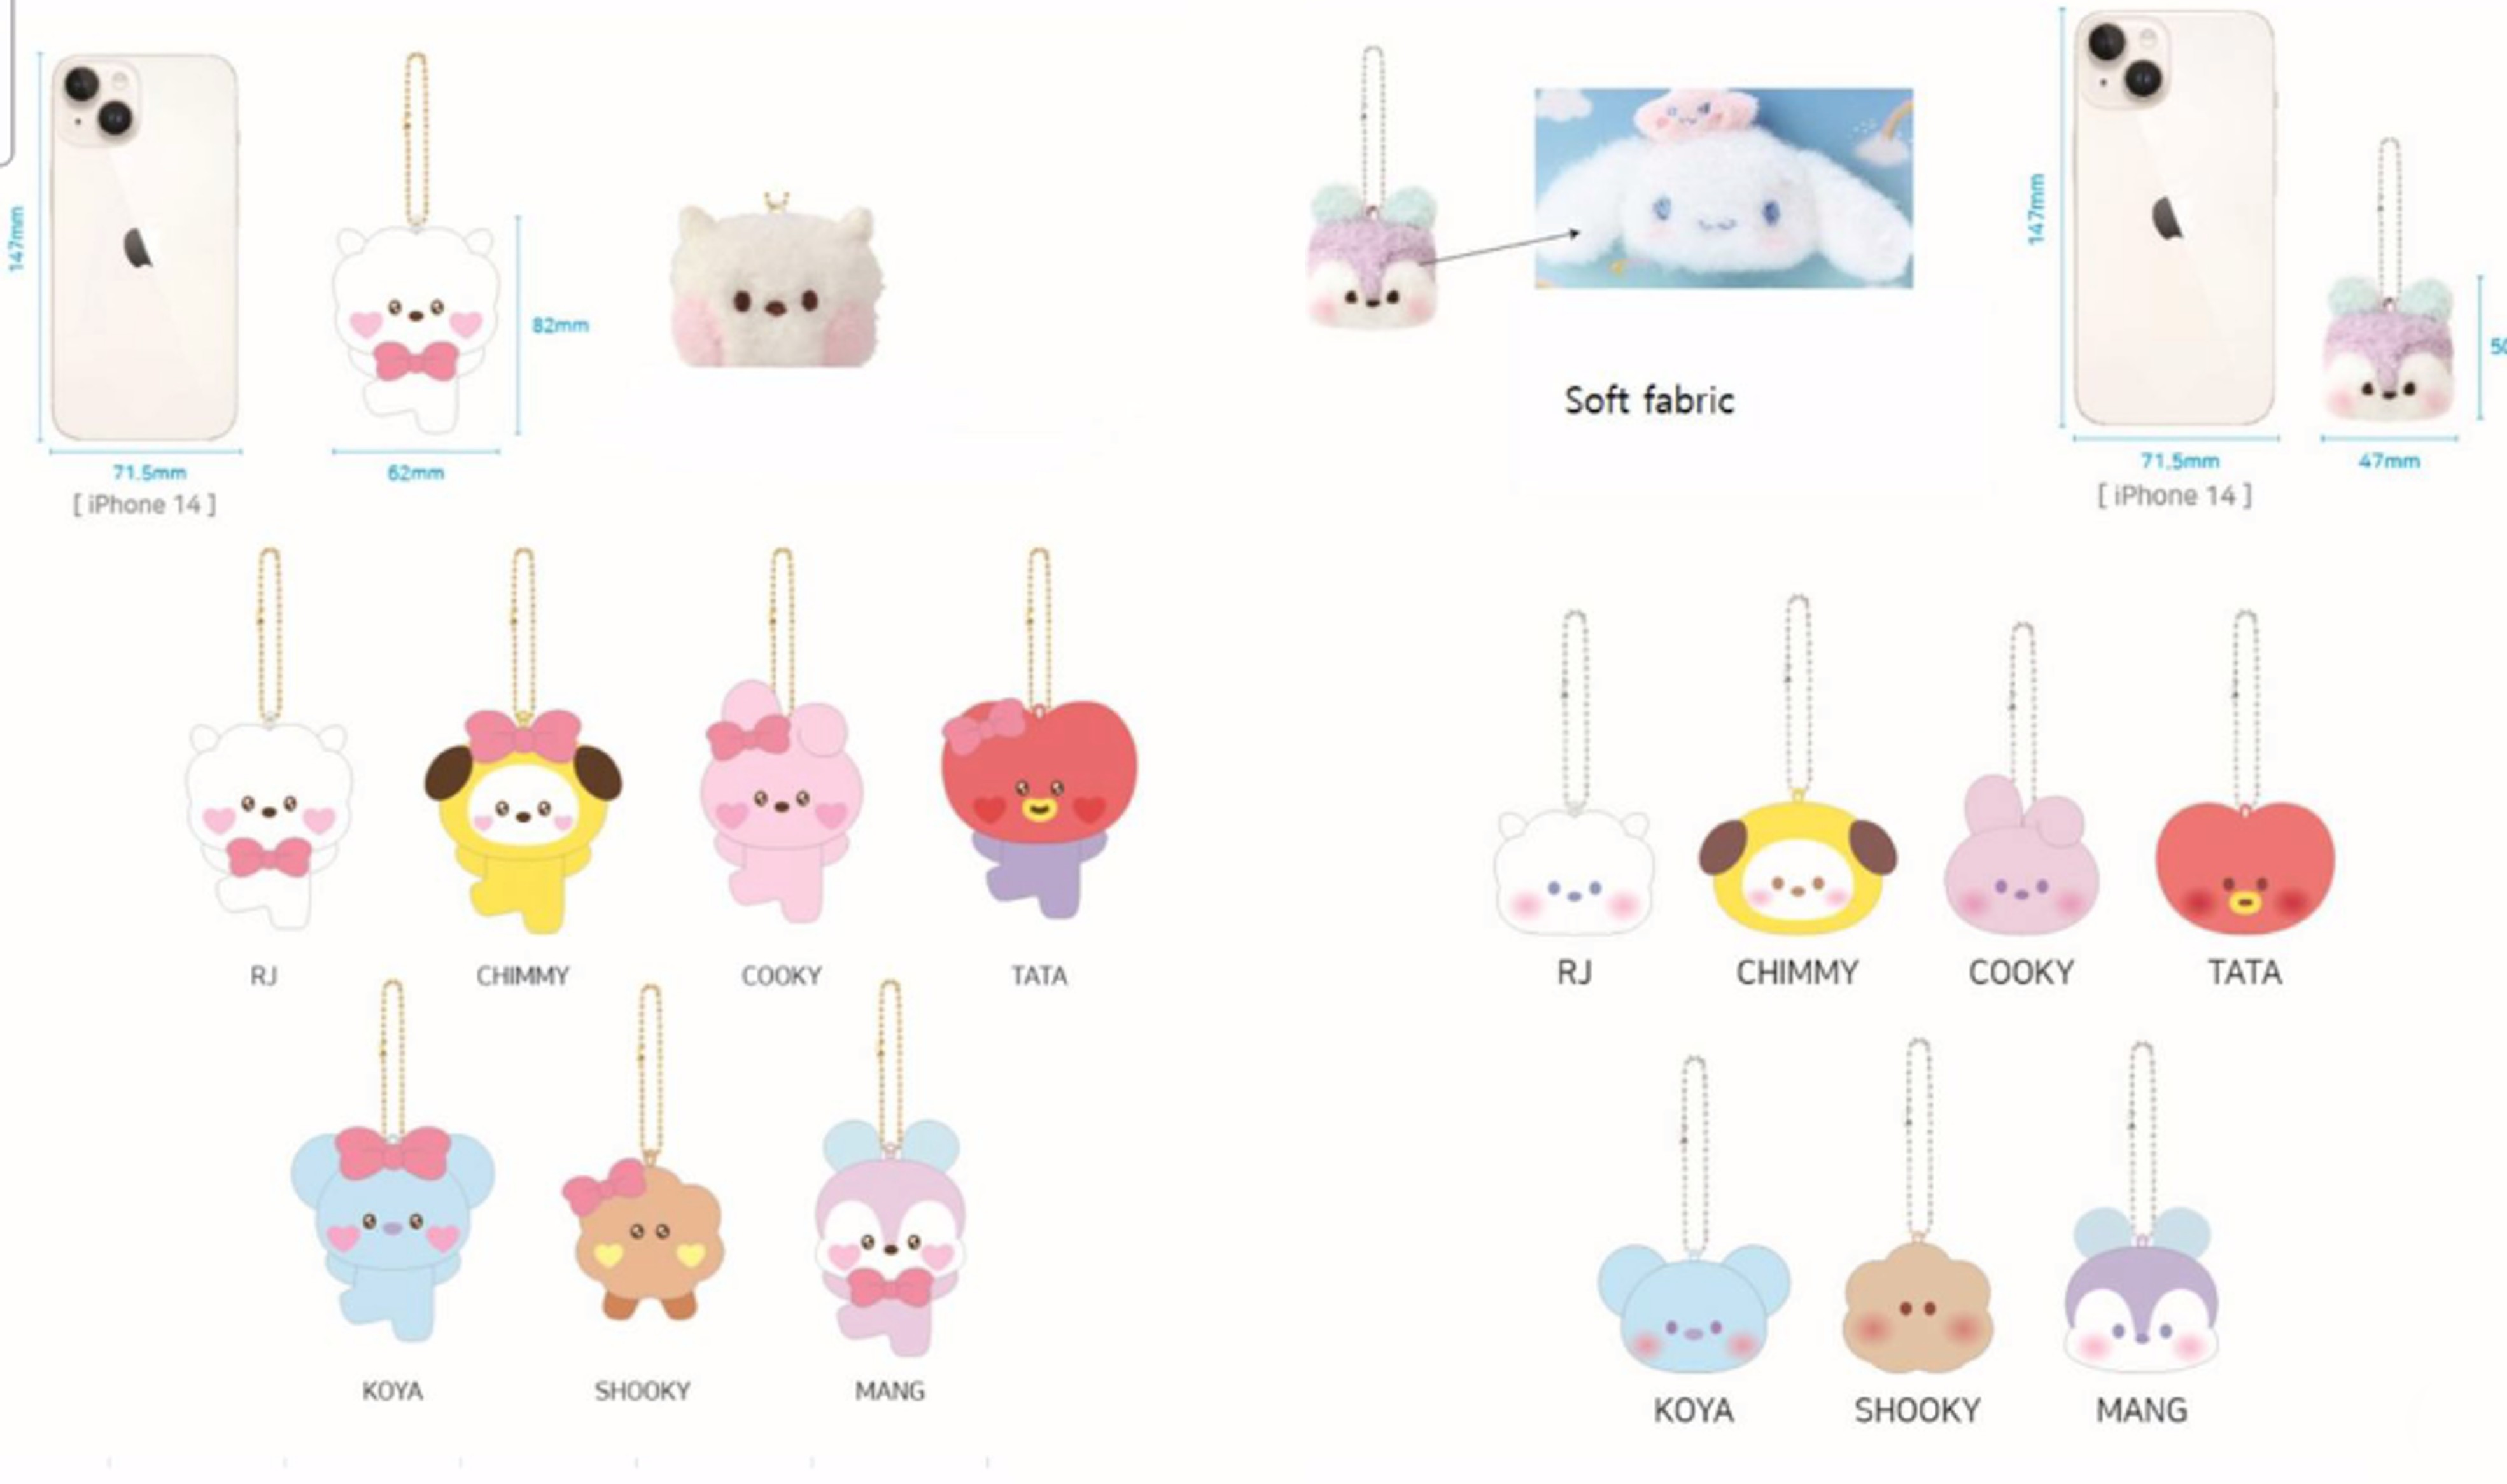 147mm
82mm
71.5mm
62mm
[ iPhone 14 ]
Soft fabric
147mm
71.5mm
47mm
[ iPhone 14 ]
RJ
CHIMMY
COOKY
TATA
KOYA
SHOOKY
MANG
RJ
CHIMMY
COOKY
TATA
KOYA
SHOOKY
MANG